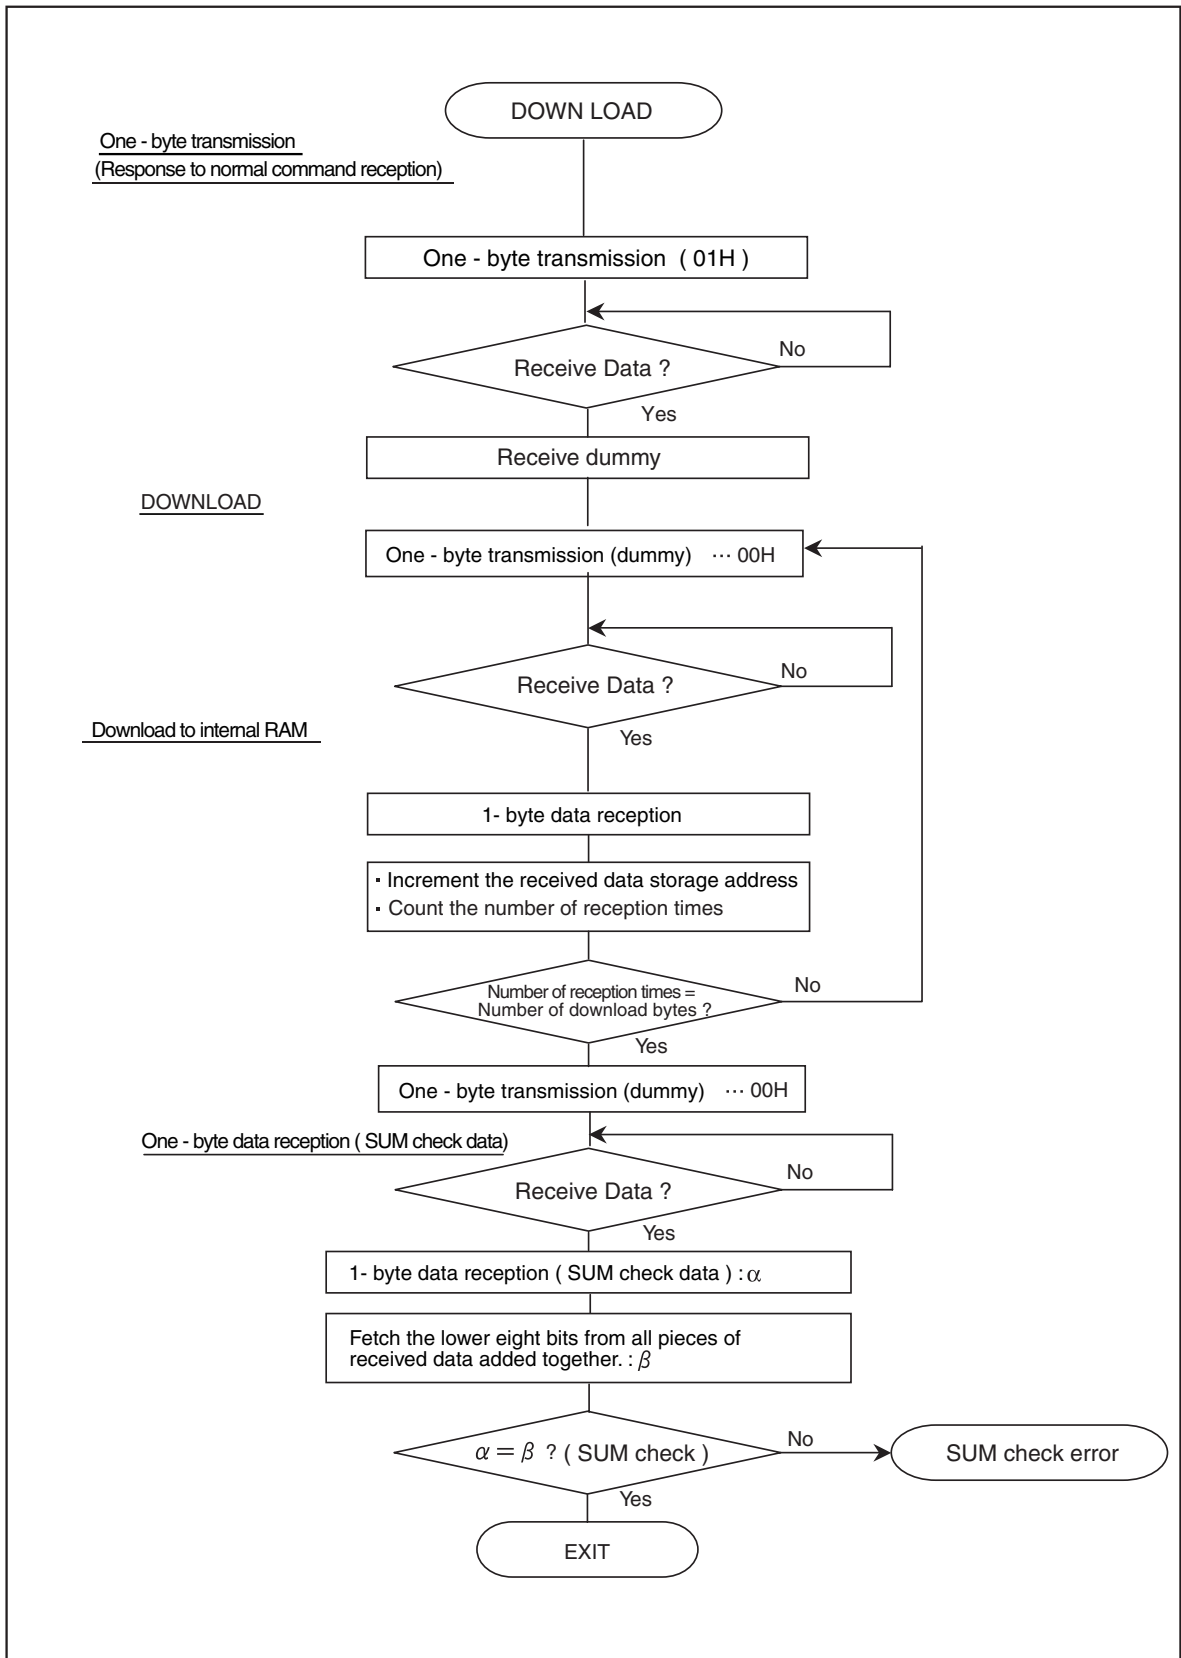 DOWN LOAD
One - byte transmission
(Response to normal command reception)
One - byte transmission ( 01H )
No
Receive Data ?
Yes
Receive dummy
DOWNLOAD
One - byte transmission (dummy) ··· 00H
No
Receive Data ?
Download to internal RAM
Yes
1- byte data reception
· Increment the received data storage address
· Count the number of reception times
No
Number of reception times =
Number of download bytes ?
Yes
One - byte transmission (dummy) ··· 00H
One - byte data reception ( SUM check data)
No
Receive Data ?
Yes
1- byte data reception ( SUM check data ) : α
Fetch the lower eight bits from all pieces of
received data added together. : β
No
α = β ? ( SUM check )
SUM check error
Yes
EXIT